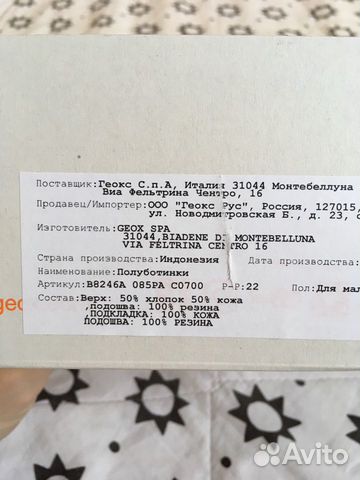 Поставщик:Геокс С.п.А, Италия 31044 Монтебеллуна
Виа Фельтрина Чентро, 16
Продавец/Импортер:ООО "Геокс Рус", Россия, 127015,
ул. Новодмитровская Б., д. 23, с
Изготовитель:GEOX SPA
31044,BIADENE DI MONTEBELLUNA
VIA FELTRINA CENTRO 16
Страна производства:Индонезия Дата производства:
Наименование:Полуботинки
Артикул:B8246A 085PA C0700 Р-Р:22 Пол:Для мал
geo
Состав:Верх: 50% хлопок 50% кожа
,подошва: 100% резина
,ПОДКЛАДКА: 100% КОЖА
ПОДОШВА: 100% РЕЗИНА
Avito